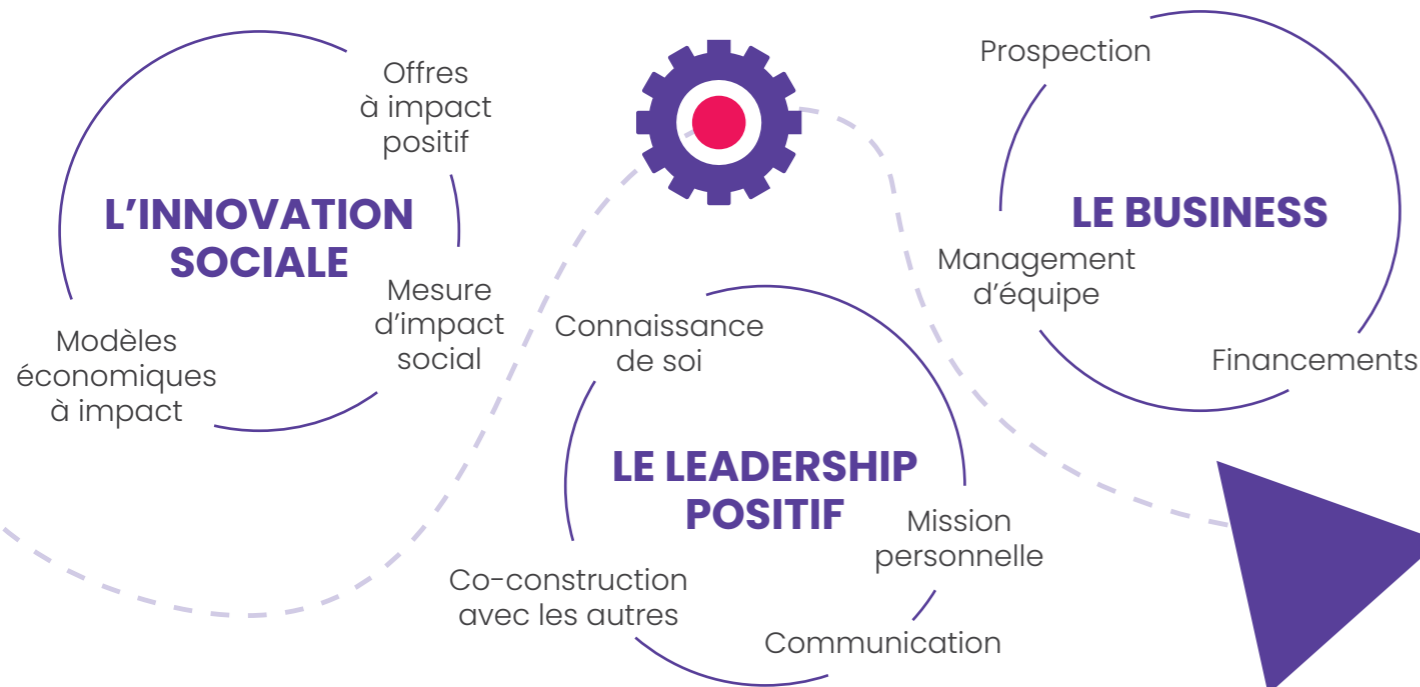 Offres
à impact
positif
L’INNOVATION
SOCIALE
Mesure
d’impact
social
Modèles
économiques
à impact
Connaissance
de soi
LE LEADERSHIP
POSITIF
Mission
personnelle
Co-construction
avec les autres
Communication
Prospection
LE BUSINESS
Management
d’équipe
Financements